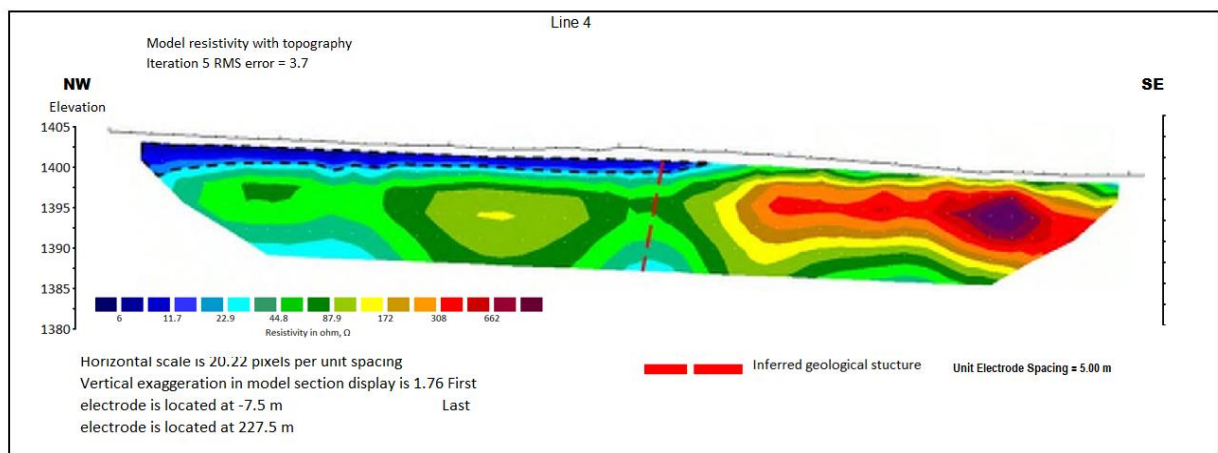 Line 4
Model resistivity with topography
Iteration 5 RMS error = 3.7
NW
SE
Elevation
1405
1400
1395
1390
1385
1380
6 11.7 22.9 44.8 87.9 172 308 662
Resistivity in ohm, Ω
Horizontal scale is 20.22 pixels per unit spacing
Vertical exaggeration in model section display is 1.76 First
electrode is located at -7.5 m Last
electrode is located at 227.5 m
Inferred geological stucture
Unit Electrode Spacing = 5.00 m